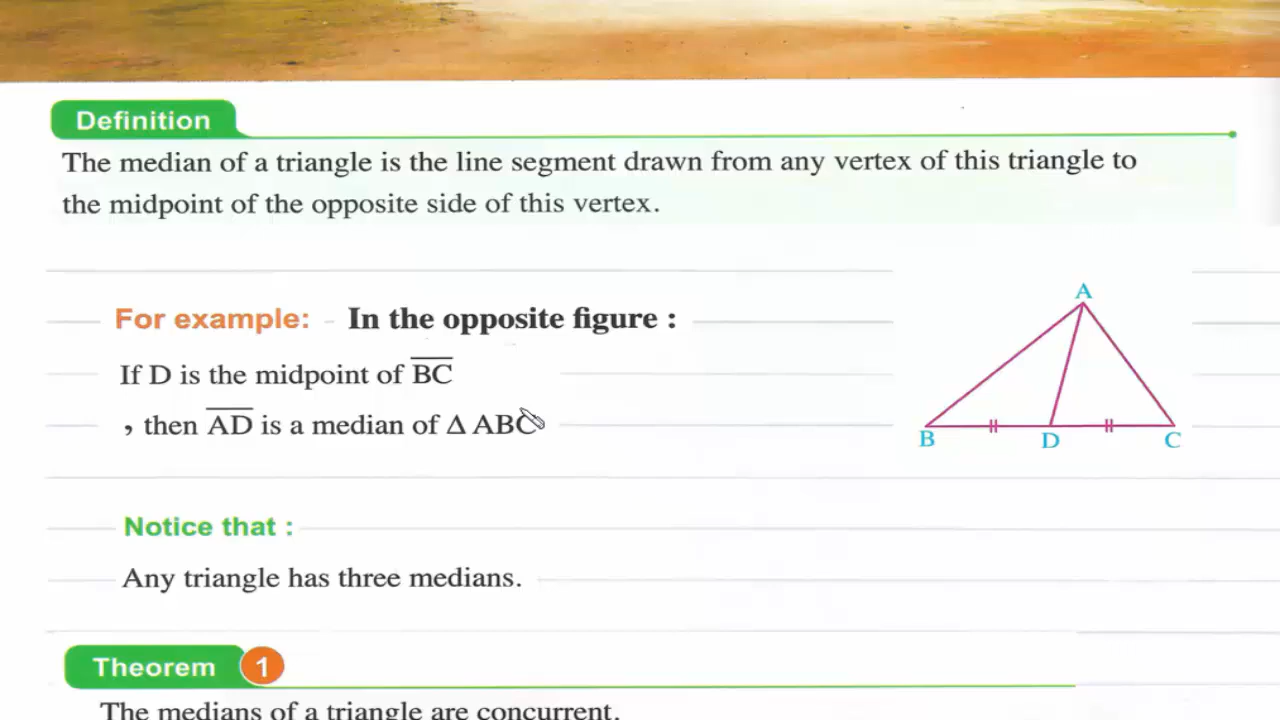 Definition
The median of a triangle is the line segment drawn from any vertex of this triangle to
the midpoint of the opposite side of this vertex.
For example: In the opposite figure :
If D is the midpoint of B̅C̅
, then A̅D̅ is a median of Δ ABC
A
B
D
C
Notice that :
Any triangle has three medians.
Theorem 1
The medians of a triangle are concurrent.